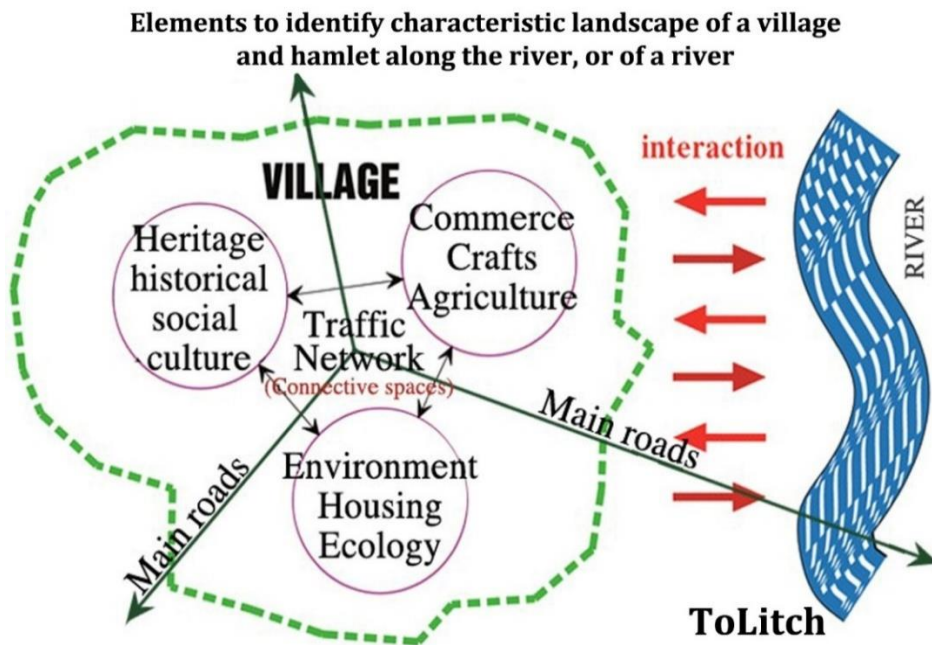 Elements to identify characteristic landscape of a village
and hamlet along the river, or of a river
VILLAGE
Heritage
historical
social
culture
Commerce
Crafts
Agriculture
Traffic
Network
(Connective spaces)
Environment
Housing
Ecology
Main roads
Main roads
interaction
RIVER
ToLitch